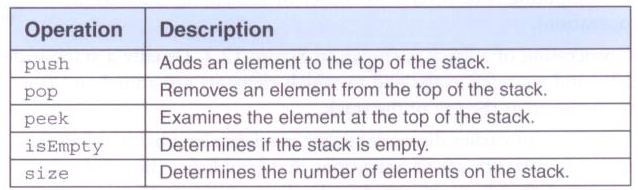 Operation Description
push Adds an element to the top of the stack.
pop Removes an element from the top of the stack.
peek Examines the element at the top of the stack.
isEmpty Determines if the stack is empty.
size Determines the number of elements on the stack.